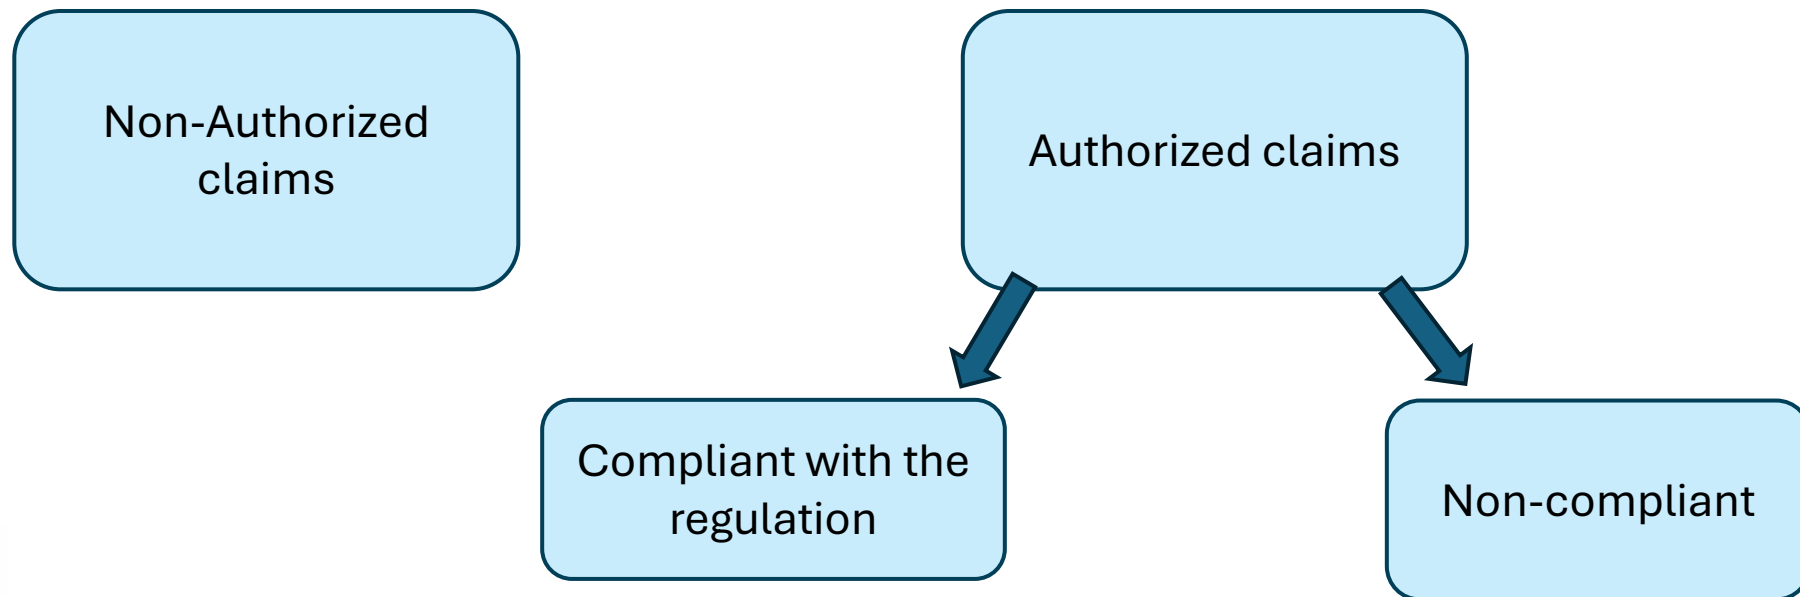 Non-Authorized
claims
Authorized claims
Compliant with the
regulation
Non-compliant